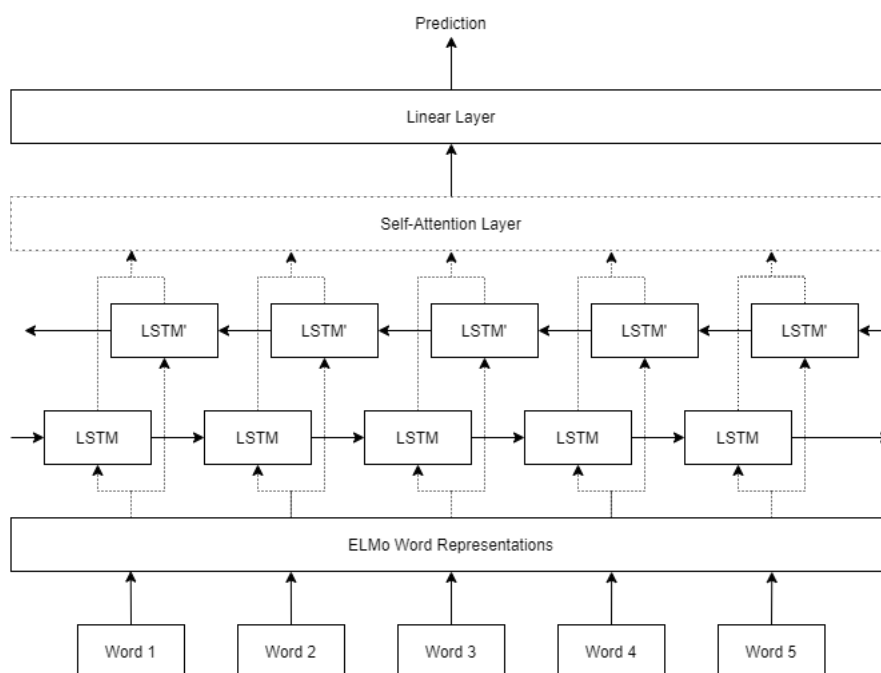 Prediction
Linear Layer
Self-Attention Layer
LSTM' LSTM' LSTM' LSTM' LSTM'
LSTM LSTM LSTM LSTM LSTM
ELMo Word Representations
Word 1 Word 2 Word 3 Word 4 Word 5